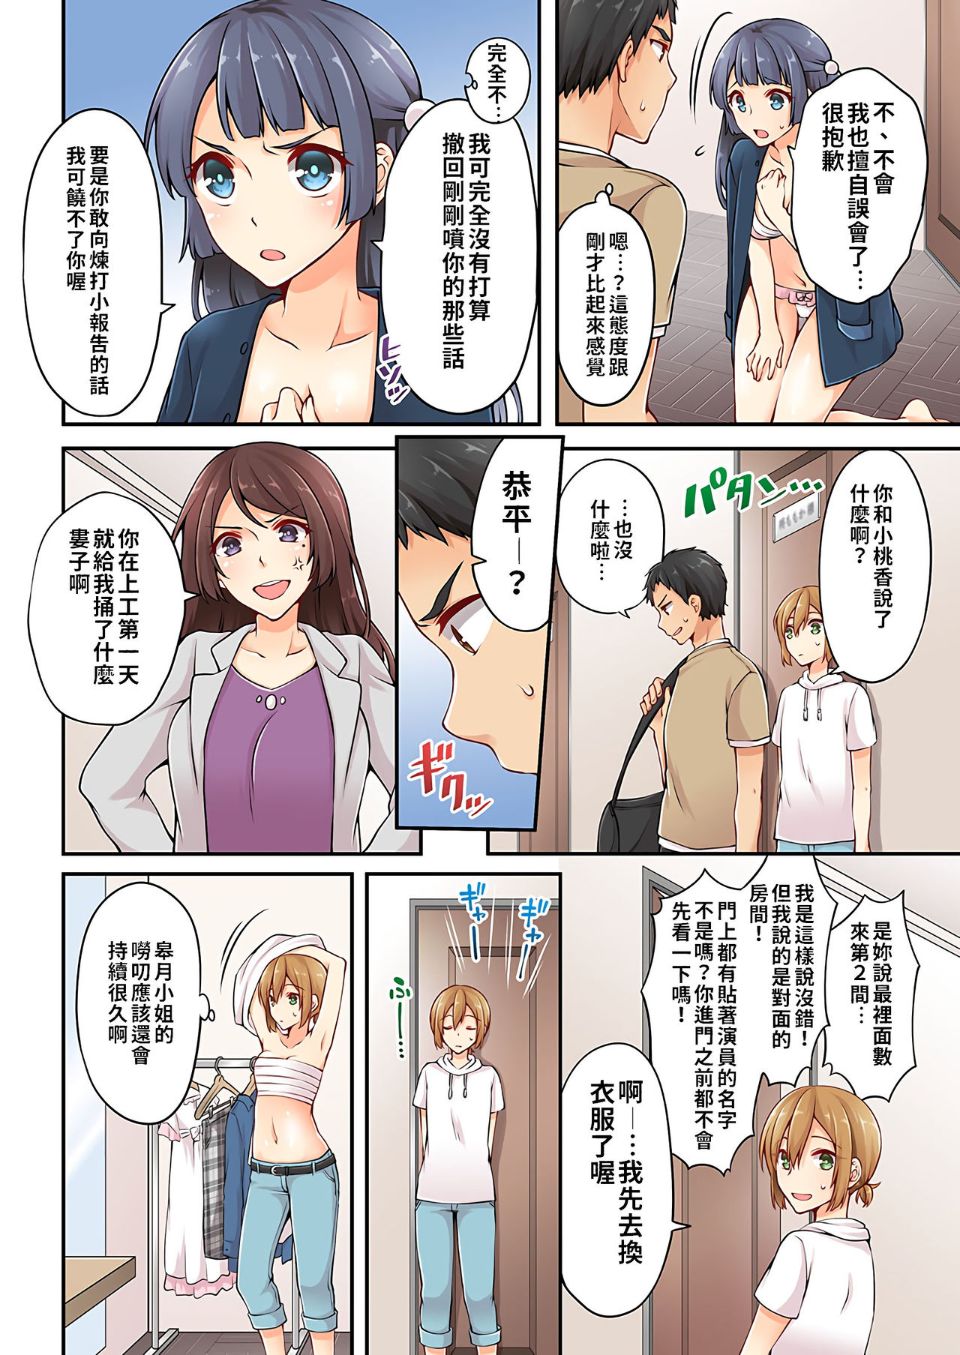 不、不會
我也擅自誤會了…
很抱歉
嗯…？這態度跟
剛才比起來感覺
完全不…
我可完全沒有打算
撤回剛剛噴你的那些話
ヒソッ
要是你敢向煉打小報告的話
我可饒不了你喔
パタン…
你和小桃香說了
什麼啊？
…也沒
什麼啦…
恭平—？
ギクッ
你在上工第一天
就給我捅了什麼
婁子啊
是妳說最裡面數
來第２間…
我是這樣說沒錯！
但我說的是對面的
房間！
門上都有貼著演員的名字
不是嗎？你進門之前都不會
先看一下嗎！
啊—…我先去換
衣服了喔
ギャー
ギャー
ふー…
皐月小姐的
嘮叨應該還會
持續很久啊